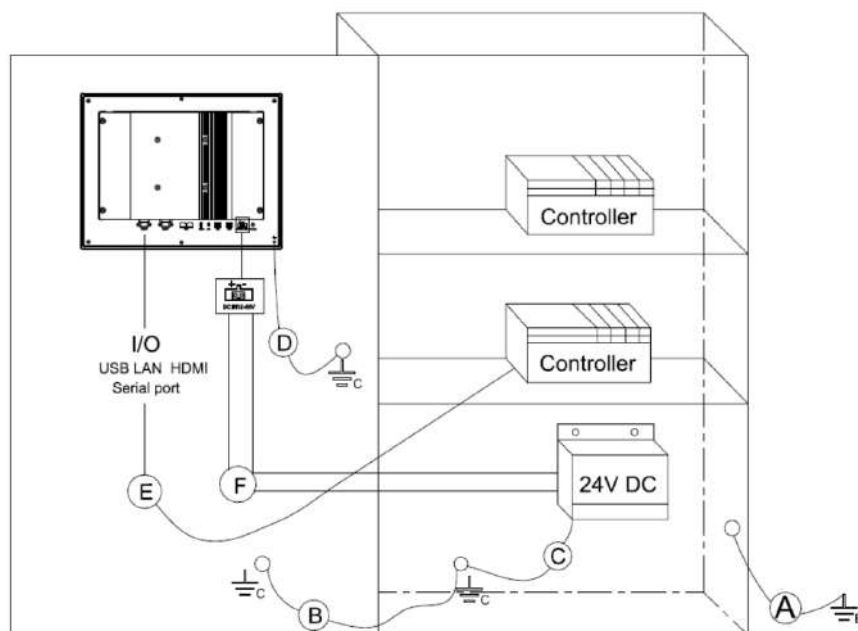 Controller
+ -
I/O
USB LAN HDMI
Serial port
D
C
Controller
E
F
24V DC
C
C
B
C
A
E